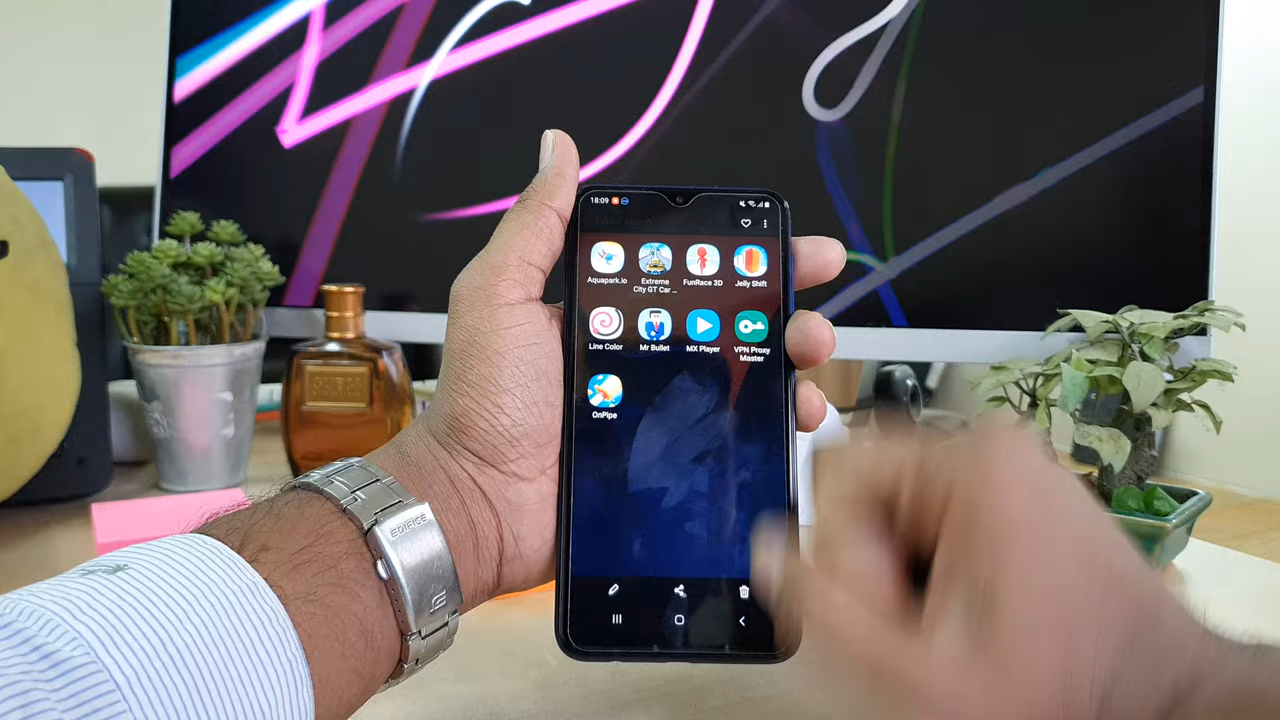 18:09
Aquapark.io
Extreme
City GT Car ...
FunRace 3D
Jelly Shift
Line Color
Mr Bullet
MX Player
VPN Proxy
Master
OnPipe
GUESS
EDIFICE